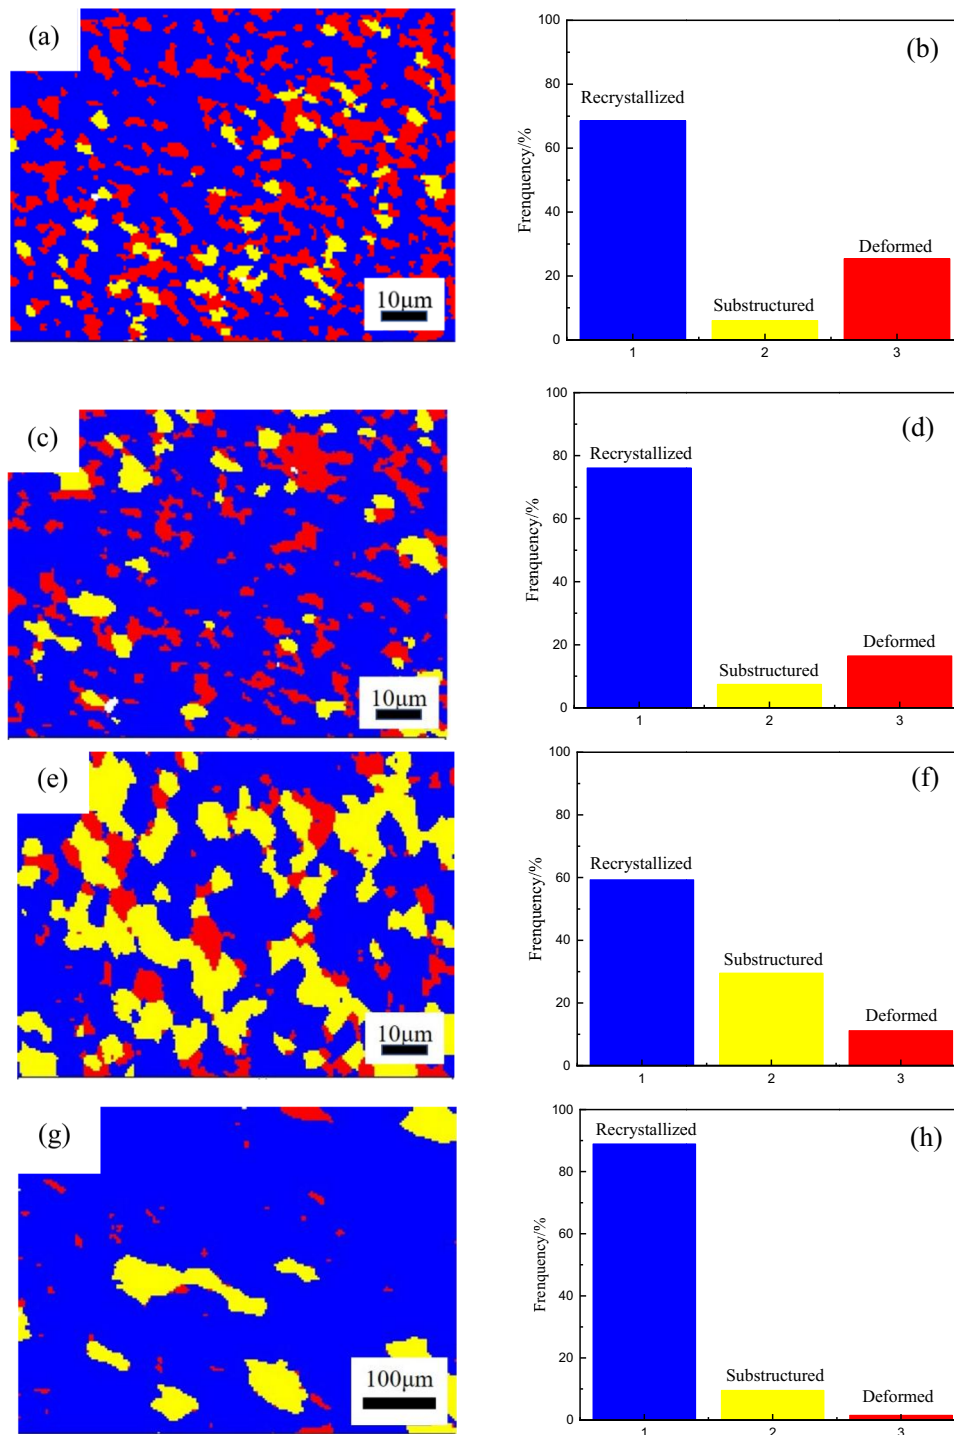 (a)
10μm
(b)
Frenquency/%
100
80
60
40
20
0
Recrystallized
Substructured
Deformed
1
2
3
(c)
10μm
(d)
Frenquency/%
100
80
60
40
20
0
Recrystallized
Substructured
Deformed
1
2
3
(e)
10μm
(f)
Frenquency/%
100
80
60
40
20
0
Recrystallized
Substructured
Deformed
1
2
3
(g)
100μm
(h)
Frenquency/%
100
80
60
40
20
0
Recrystallized
Substructured
Deformed
1
2
3